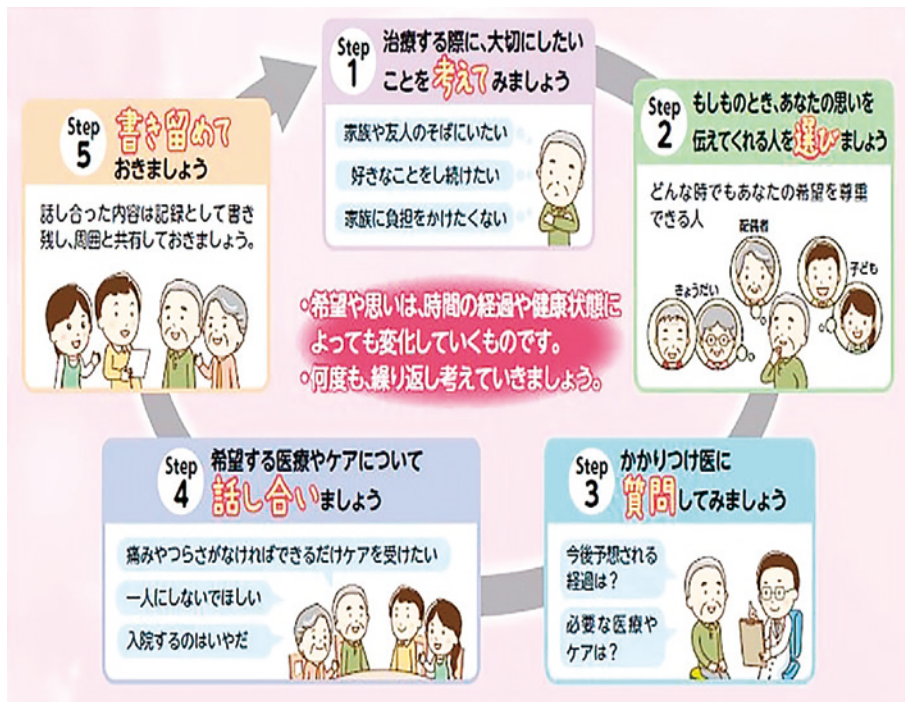 Step
1
治療する際に、大切にしたい
ことを考えてみましょう
家族や友人のそばにいたい
好きなことをし続けたい
家族に負担をかけたくない
Step
2
もしものとき、あなたの思いを
伝えてくれる人を選びましょう
どんな時でもあなたの希望を尊重
できる人
配偶者
子ども
きょうだい
Step
3
かかりつけ医に
質問してみましょう
今後予想される
経過は？
必要な医療や
ケアは？
Step
4
希望する医療やケアについて
話し合いましょう
痛みやつらさがなければできるだけケアを受けたい
一人にしないでほしい
入院するのはいやだ
Step
5
書き留めて
おきましょう
話し合った内容は記録として書き
残し、周囲と共有しておきましょう。
・希望や思いは、時間の経過や健康状態に
よっても変化していくものです。
・何度も、繰り返し考えていきましょう。